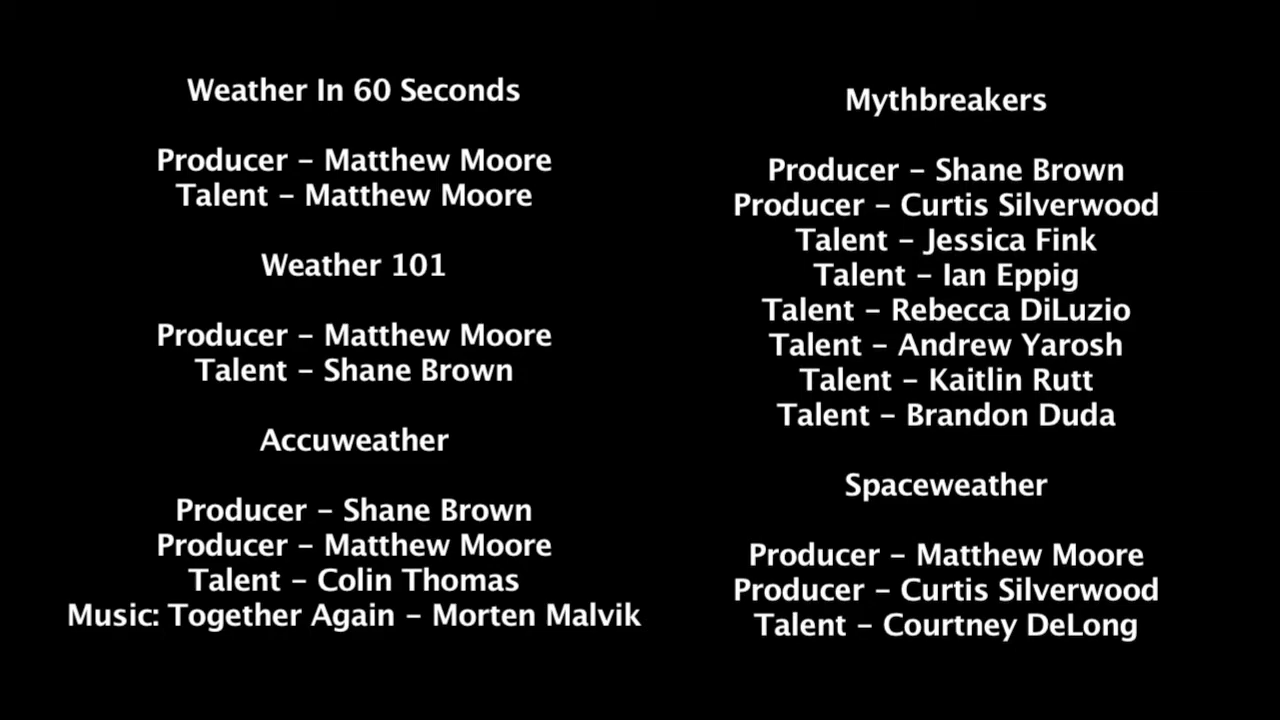 Weather In 60 Seconds
Producer – Matthew Moore
Talent – Matthew Moore
Weather 101
Producer – Matthew Moore
Talent – Shane Brown
Accuweather
Producer – Shane Brown
Producer – Matthew Moore
Talent – Colin Thomas
Music: Together Again – Morten Malvik
Mythbreakers
Producer – Shane Brown
Producer – Curtis Silverwood
Talent – Jessica Fink
Talent – Ian Eppig
Talent – Rebecca DiLuzio
Talent – Andrew Yarosh
Talent – Kaitlin Rutt
Talent – Brandon Duda
Spaceweather
Producer – Matthew Moore
Producer – Curtis Silverwood
Talent – Courtney DeLong